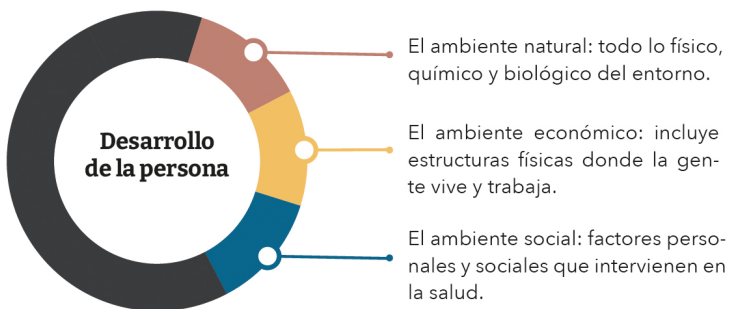 Desarrollo
de la persona
El ambiente natural: todo lo físico,
químico y biológico del entorno.
El ambiente económico: incluye
estructuras físicas donde la gen-
te vive y trabaja.
El ambiente social: factores perso-
nales y sociales que intervienen en
la salud.